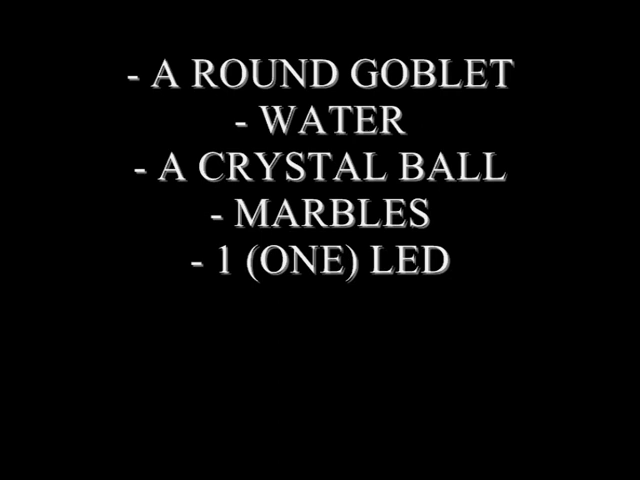 - A ROUND GOBLET
- WATER
- A CRYSTAL BALL
- MARBLES
- 1 (ONE) LED